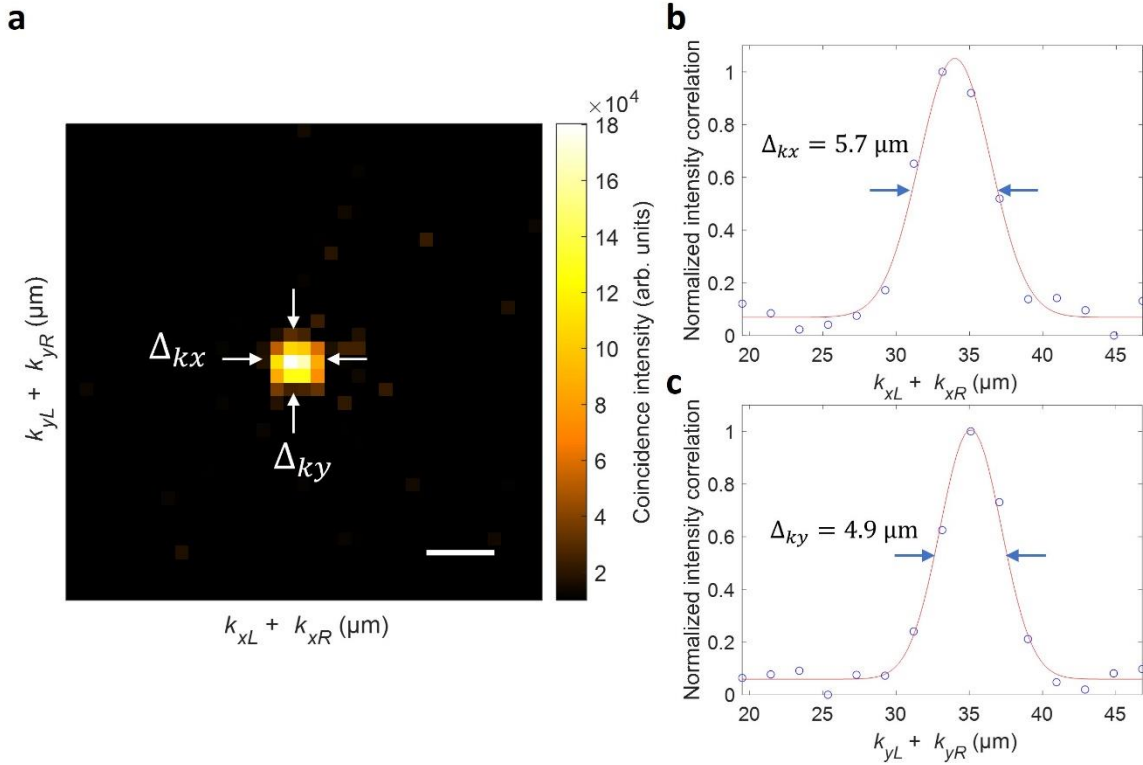 a
×10⁴
18
16
14
12
10
8
6
4
2
Coincidence intensity (arb. units)
k_yL + k_yR (µm)
Δ_kx
Δ_ky
k_xL + k_xR (µm)
b
Normalized intensity correlation
1
0.8
0.6
0.4
0.2
0
Δ_kx = 5.7 µm
20 25 30 35 40 45
k_xL + k_xR (µm)
c
Normalized intensity correlation
1
0.8
0.6
0.4
0.2
0
Δ_ky = 4.9 µm
20 25 30 35 40 45
k_yL + k_yR (µm)